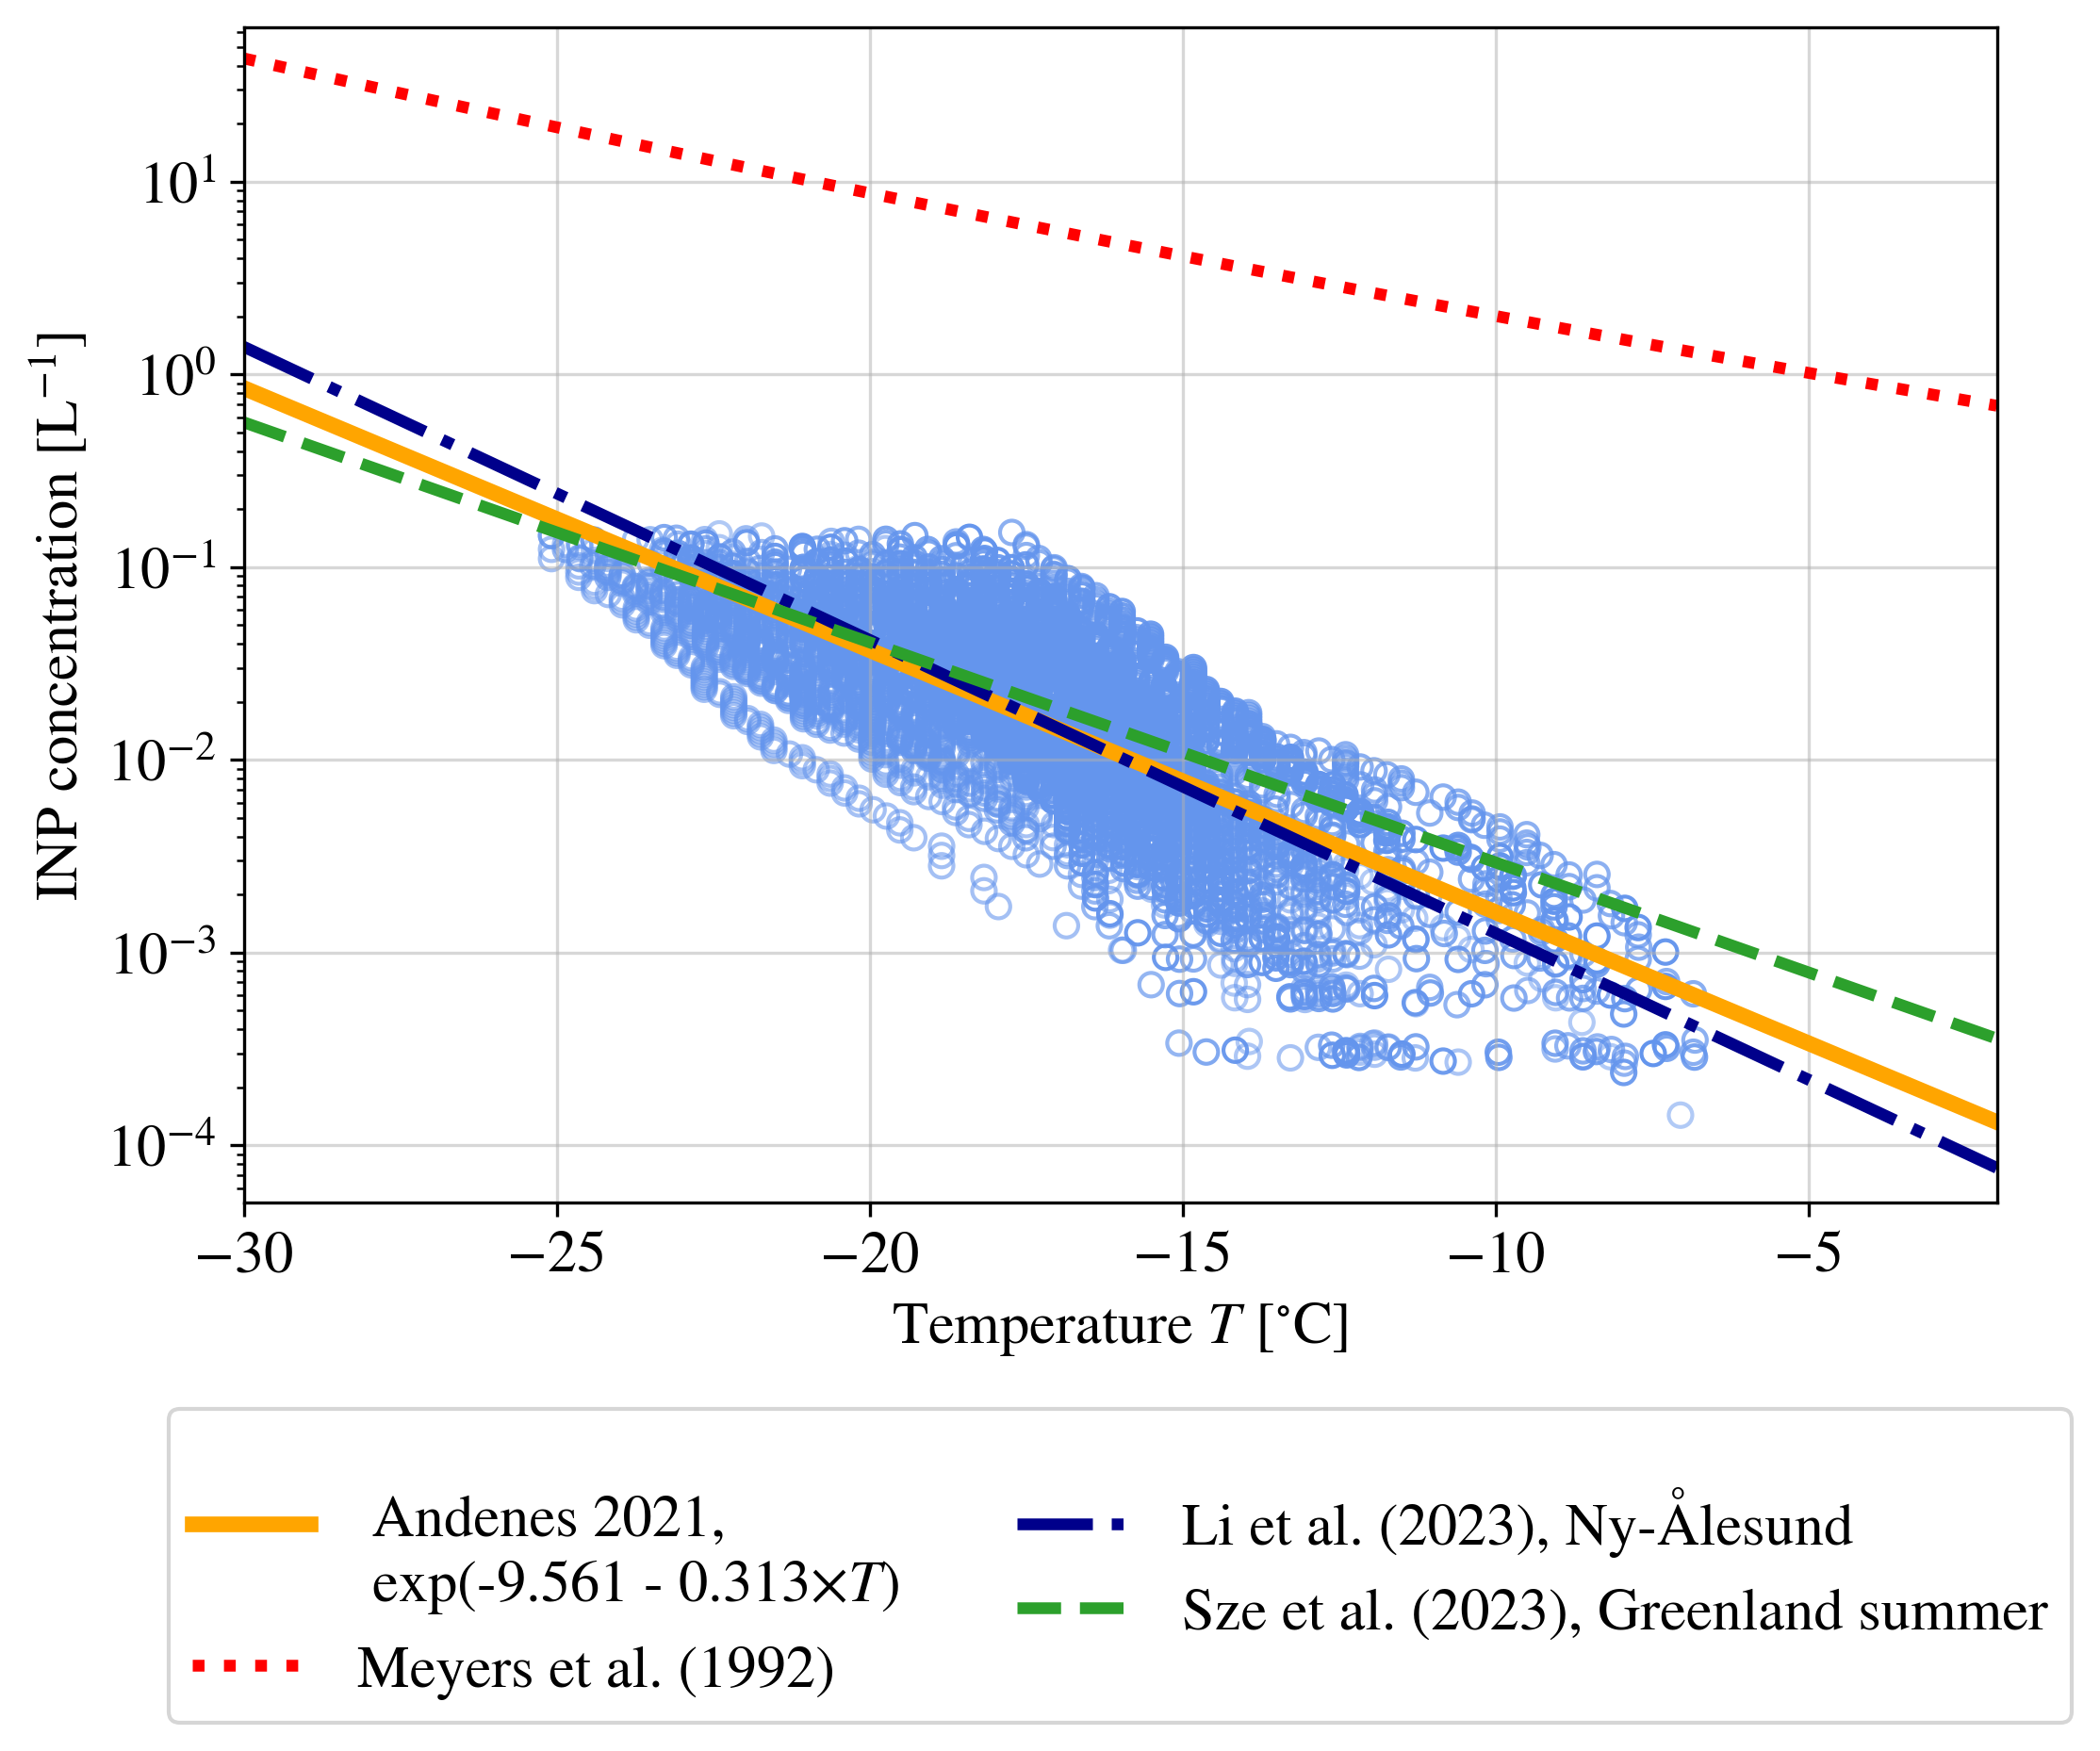 INP concentration [L⁻¹]
10¹
10⁰
10⁻¹
10⁻²
10⁻³
10⁻⁴
−30 −25 −20 −15 −10 −5
Temperature T [°C]
Andenes 2021,
exp(-9.561 - 0.313×T)
Meyers et al. (1992)
Li et al. (2023), Ny-Ålesund
Sze et al. (2023), Greenland summer